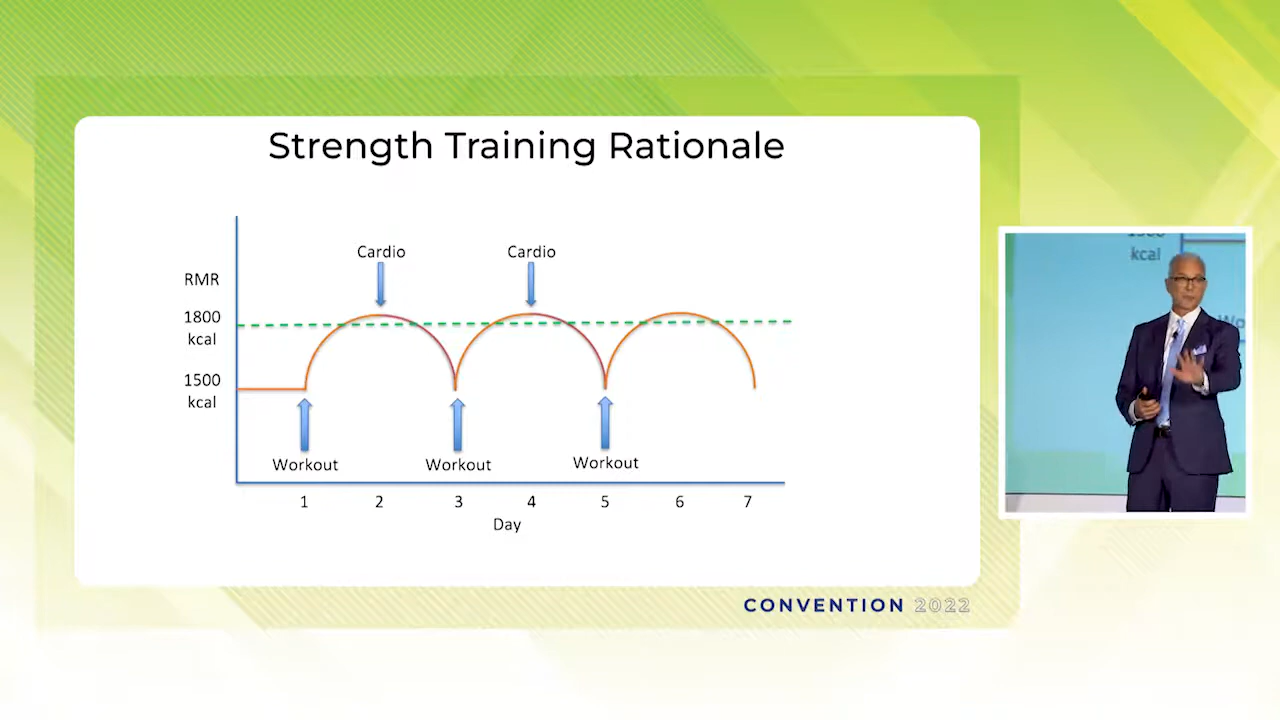 Strength Training Rationale
Cardio
Cardio
RMR
1800
kcal
1500
kcal
Workout
Workout
Workout
1
2
3
4
5
6
7
Day
kcal
CONVENTION 2022